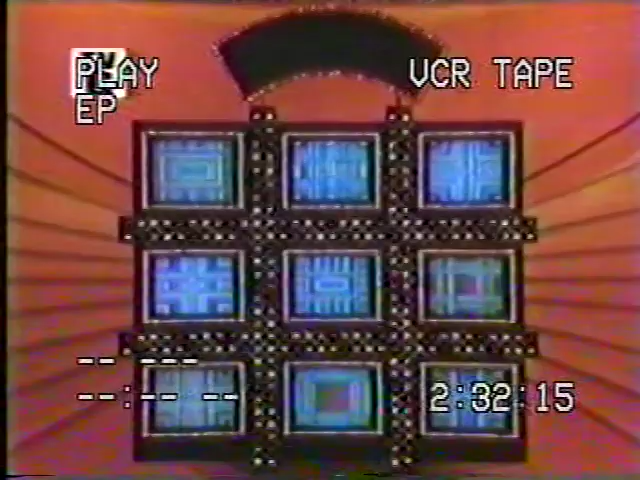 PLAY
VCR TAPE
EP
-- ---
--:-- --
2:32:15